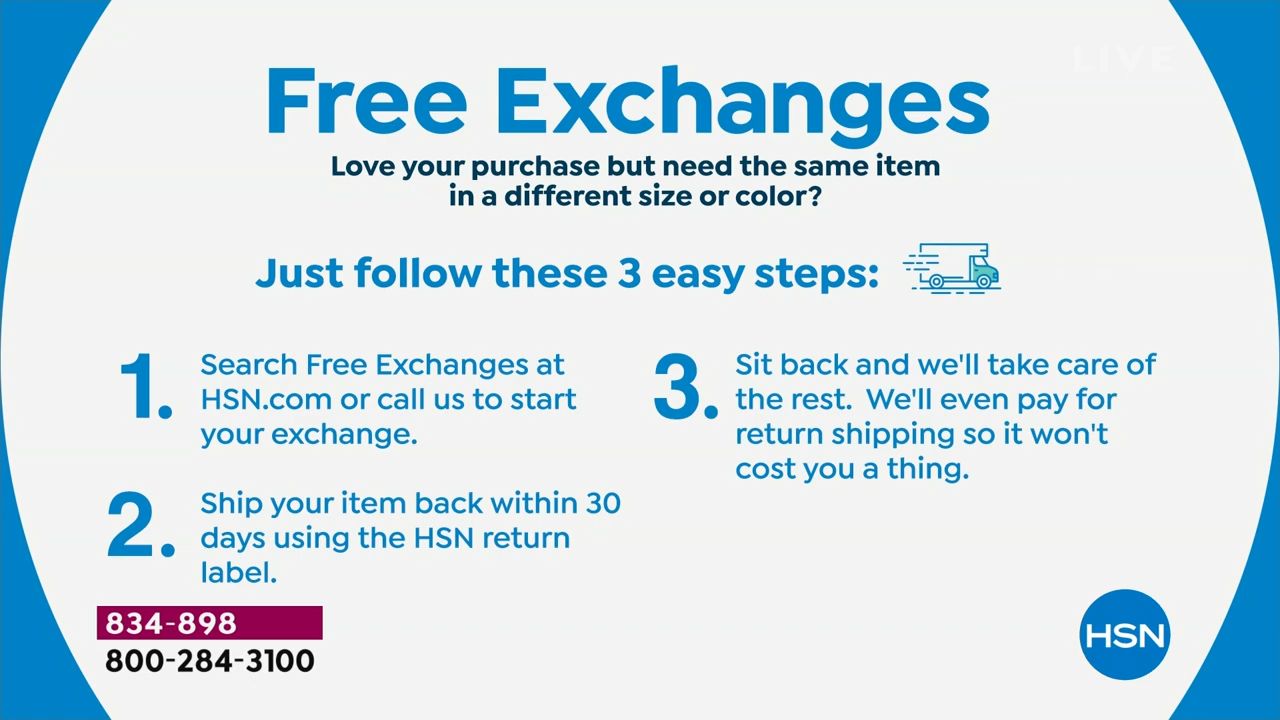 LIVE
Free Exchanges
Love your purchase but need the same item
in a different size or color?
Just follow these 3 easy steps:
1. Search Free Exchanges at
HSN.com or call us to start
your exchange.
2. Ship your item back within 30
days using the HSN return
label.
3. Sit back and we'll take care of
the rest. We'll even pay for
return shipping so it won't
cost you a thing.
834-898
800-284-3100
HSN